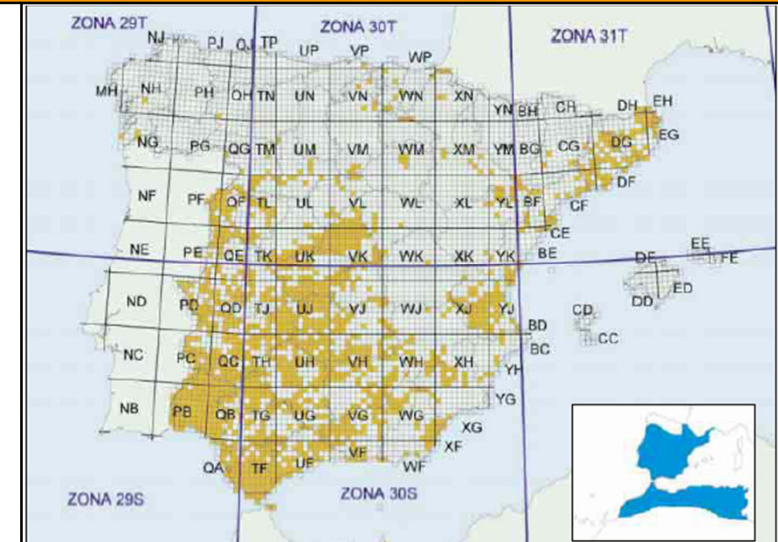 ZONA 29T ZONA 30T ZONA 31T
NJ PJ QJ TP UP VP WP
MH NH PH QH TN UN VN WN XN YN BH CH DH EH
NG PG QG TM UM VM WM XM YM BG CG DG EG
NF PF QF TL UL VL WL XL YL BF CF DF
NE PE QE TK UK VK WK XK YK BE CE DE EE FE
ND PD QD TJ UJ VJ WJ XJ YJ BD CD DD ED
NC PC QC TH UH VH WH XH YH BC CC
NB PB QB TG UG VG WG XG YG
QA TF UF VF WF XF
ZONA 29S ZONA 30S